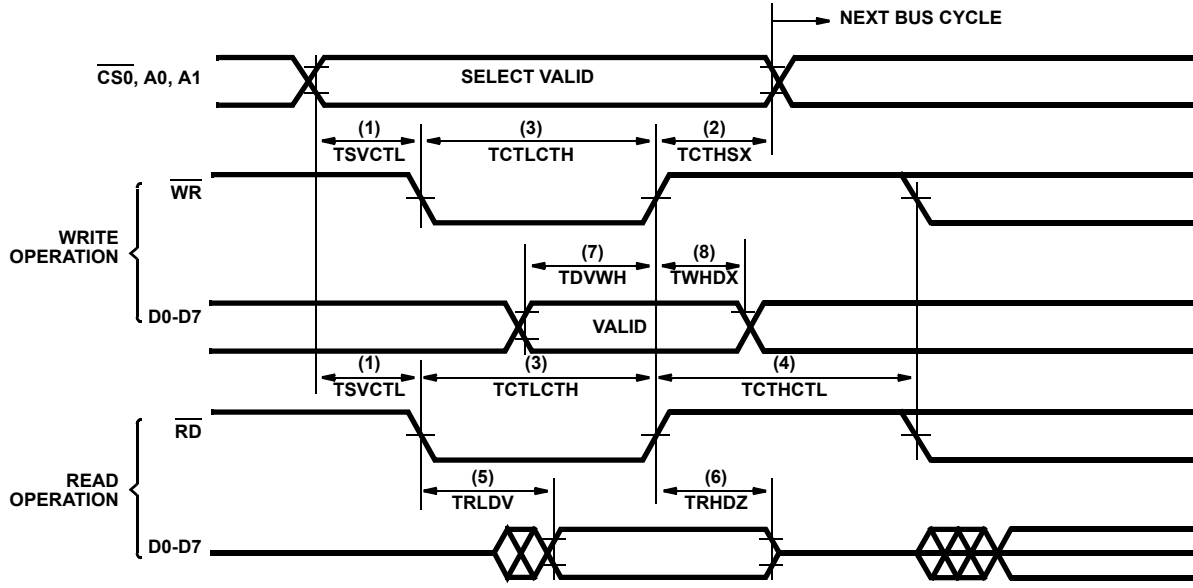 NEXT BUS CYCLE
CS0, A0, A1
SELECT VALID
(1) (3) (2)
TSVCTL TCTLCTH TCTHSX
WR
WRITE
OPERATION
(7) (8)
TDVWH TWHDX
D0-D7
VALID
(1) (3) (4)
TSVCTL TCTLCTH TCTHCTL
RD
READ
OPERATION
(5) (6)
TRLDV TRHDZ
D0-D7